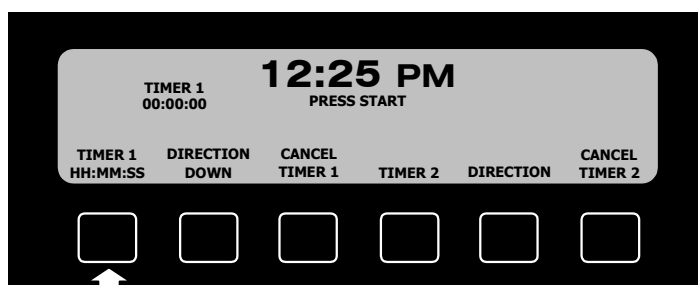 12:25 PM
TIMER 1
00:00:00
PRESS START
TIMER 1
HH:MM:SS
DIRECTION
DOWN
CANCEL
TIMER 1
TIMER 2
DIRECTION
CANCEL
TIMER 2